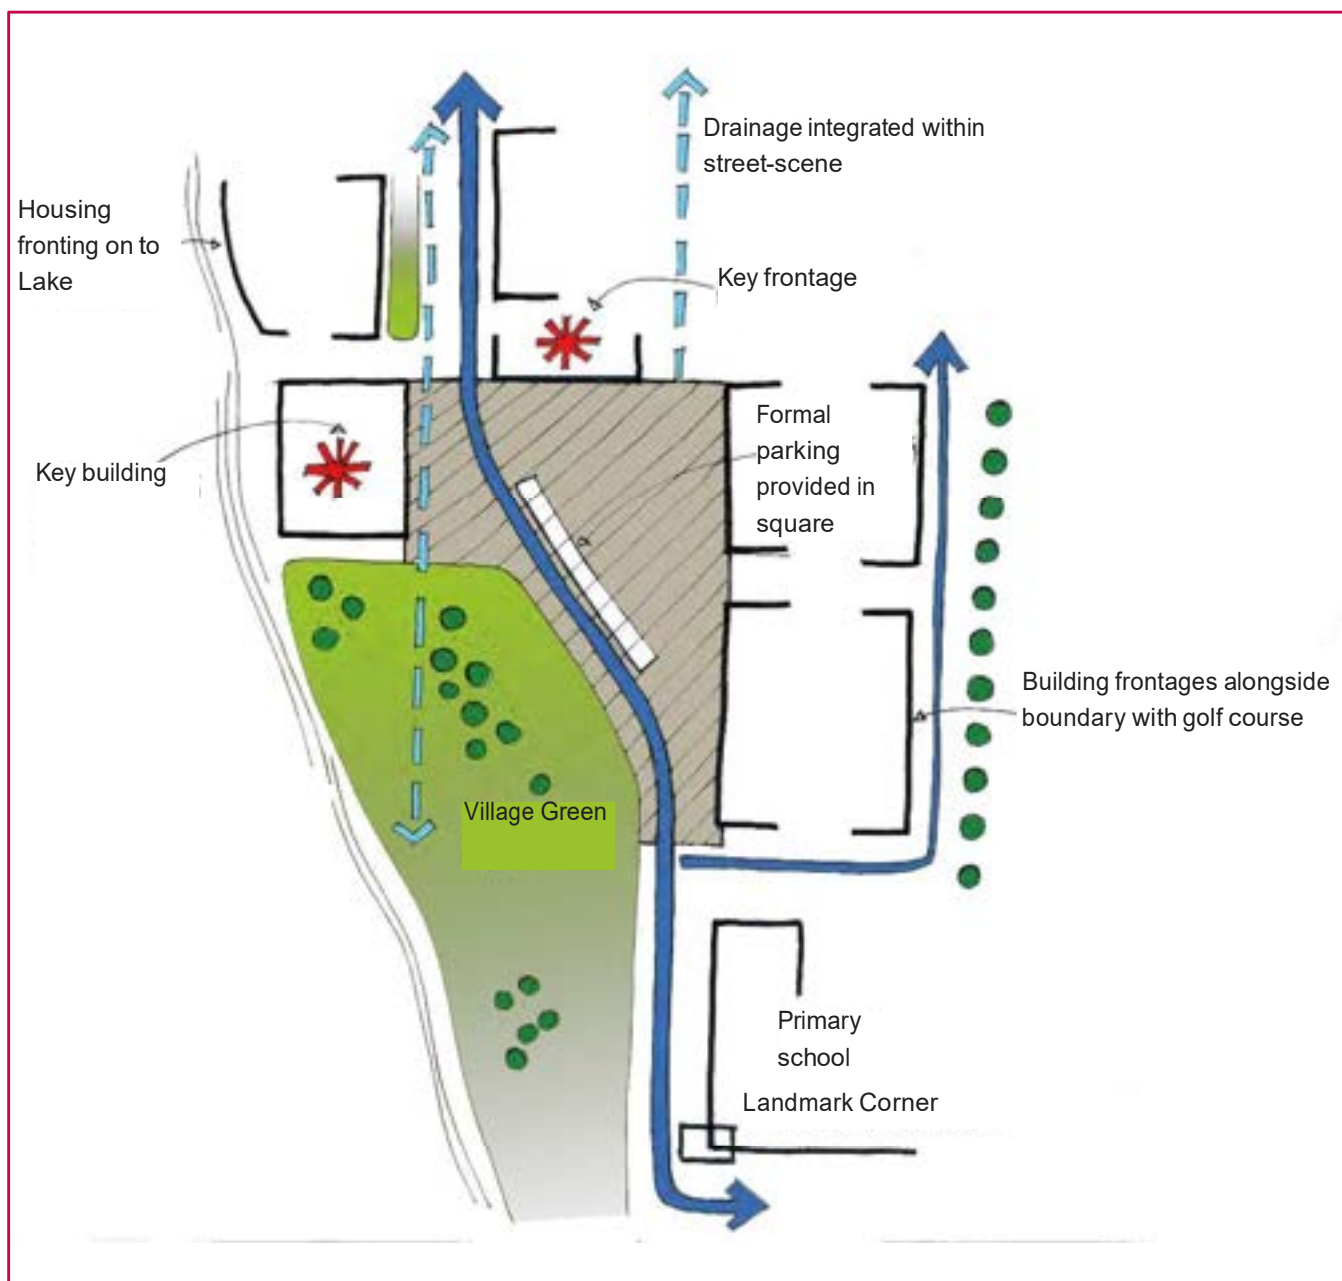 Drainage integrated within
street-scene
Housing
fronting on to
Lake
Key frontage
Formal
parking
provided in
square
Key building
Building frontages alongside
boundary with golf course
Village Green
Primary
school
Landmark Corner